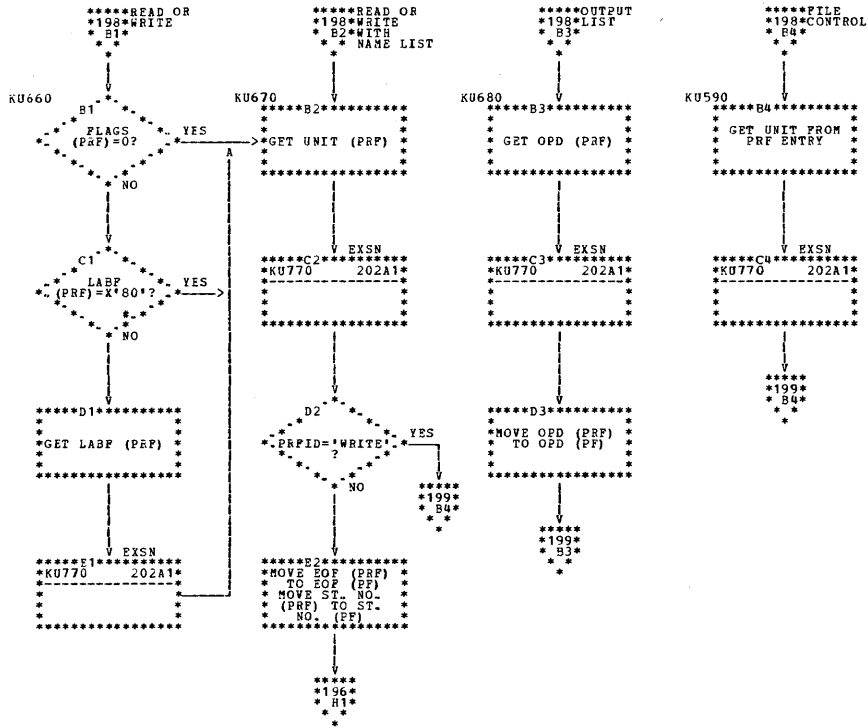 READ OR
WRITE
198
B1
READ OR
WRITE
WITH
NAME LIST
198
B2
OUTPUT
LIST
198
B3
FILE
CONTROL
198
B4
KU660
B1
FLAGS
(PRF)=0?
YES
NO
A
KU670
B2
GET UNIT (PRF)
KU680
B3
GET OPD (PRF)
KU590
B4
GET UNIT FROM
PRF ENTRY
C1
LABF
(PRF)=X'80'?
YES
NO
EXSN
C2
KU770 202A1
EXSN
C3
KU770 202A1
EXSN
C4
KU770 202A1
199
B4
D1
GET LABF (PRF)
D2
PRFID='WRITE'
?
YES
NO
199
B4
D3
MOVE OPD (PRF)
TO OPD (PF)
199
B3
EXSN
E1
KU770 202A1
E2
MOVE EOF (PRF)
TO EOF (PF)
MOVE ST. NO.
(PRF) TO ST.
NO. (PF)
196
H1